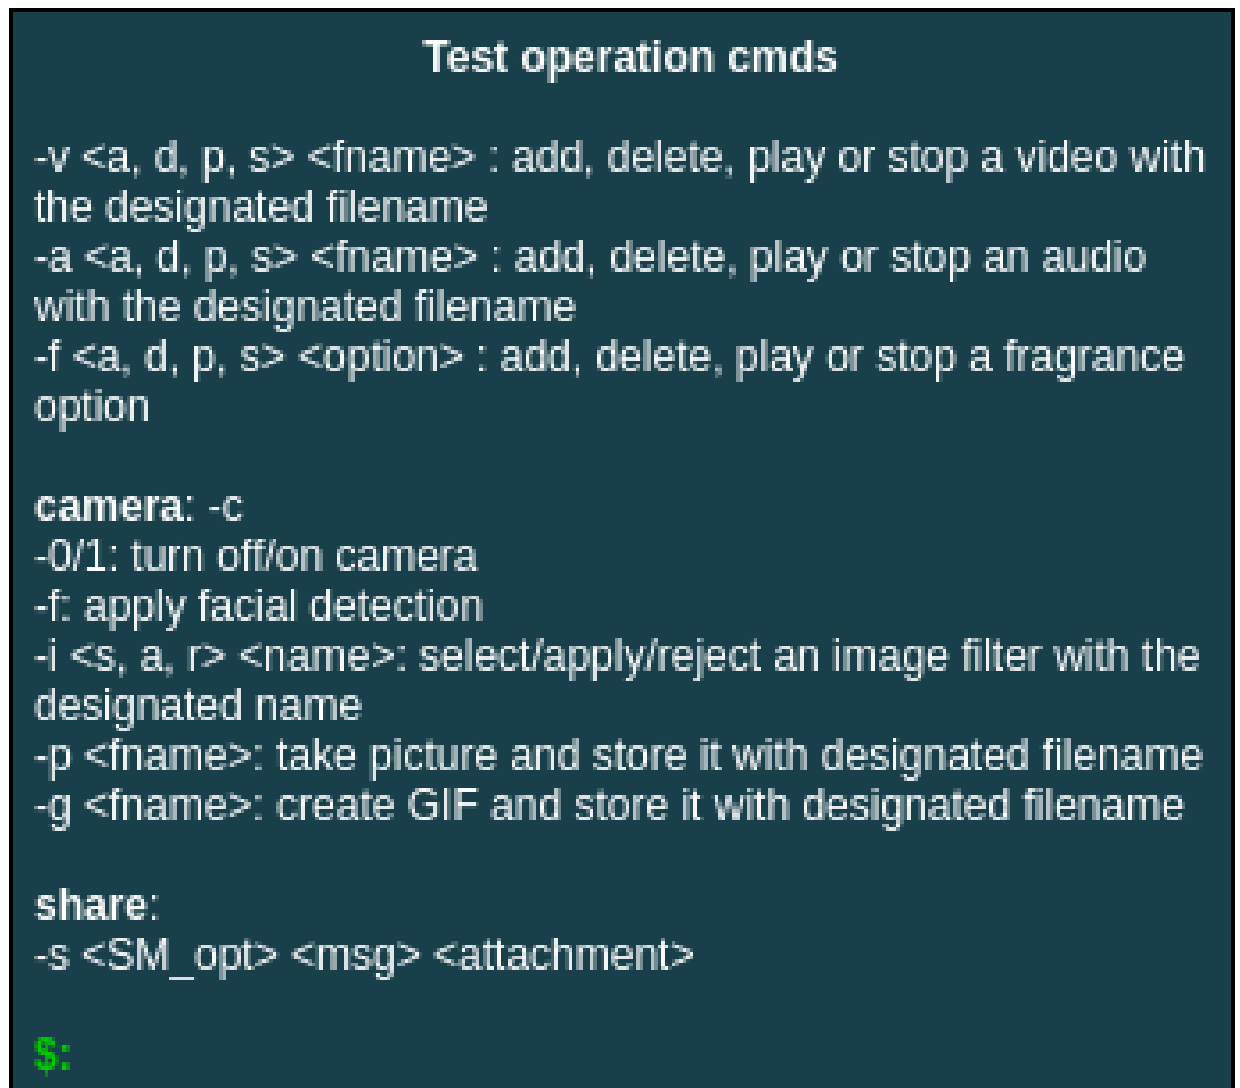 Test operation cmds
-v <a, d, p, s> <fname> : add, delete, play or stop a video with
the designated filename
-a <a, d, p, s> <fname> : add, delete, play or stop an audio
with the designated filename
-f <a, d, p, s> <option> : add, delete, play or stop a fragrance
option
camera: -c
-0/1: turn off/on camera
-f: apply facial detection
-i <s, a, r> <name>: select/apply/reject an image filter with the
designated name
-p <fname>: take picture and store it with designated filename
-g <fname>: create GIF and store it with designated filename
share:
-s <SM_opt> <msg> <attachment>
$: